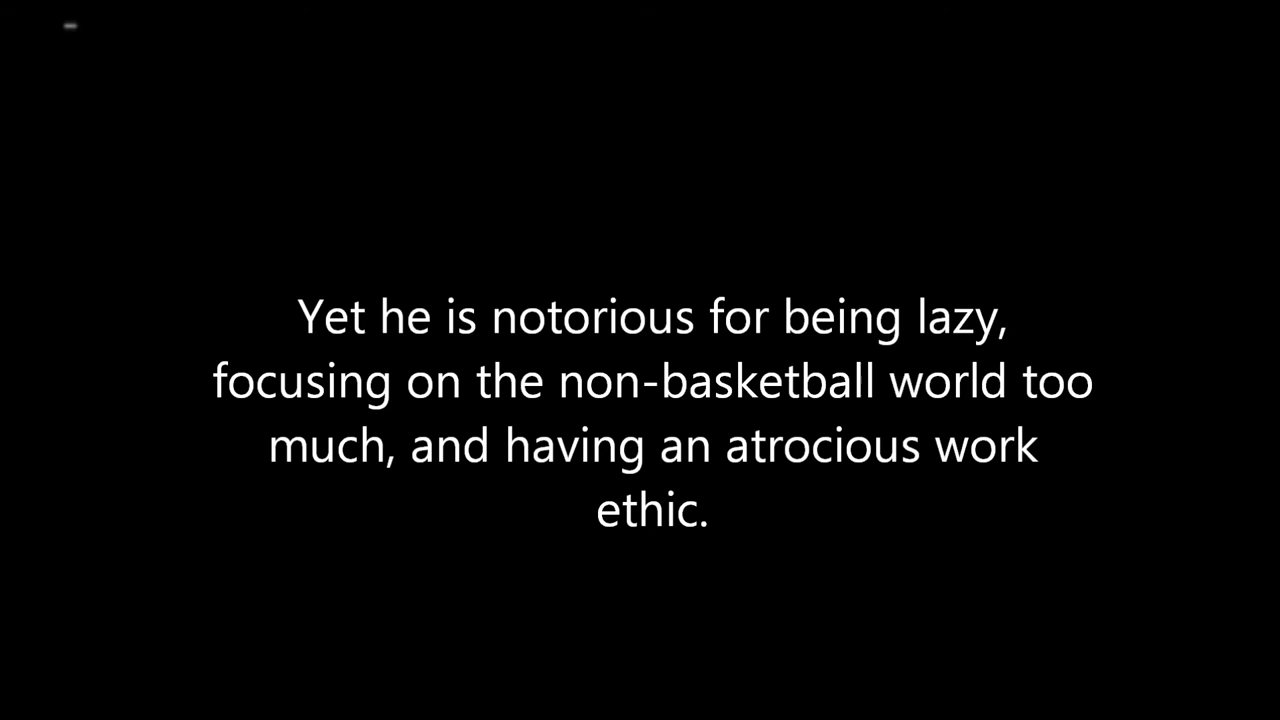 Yet he is notorious for being lazy,
focusing on the non-basketball world too
much, and having an atrocious work
ethic.